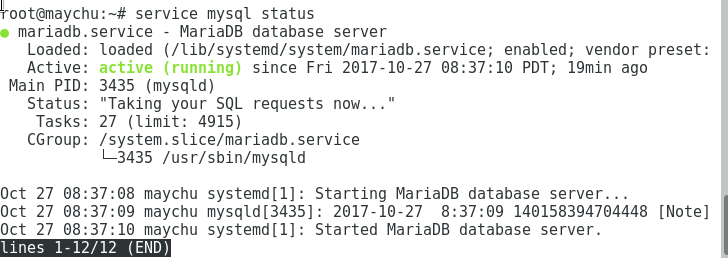 root@maychu:~# service mysql status
● mariadb.service - MariaDB database server
   Loaded: loaded (/lib/systemd/system/mariadb.service; enabled; vendor preset:
   Active: active (running) since Fri 2017-10-27 08:37:10 PDT; 19min ago
 Main PID: 3435 (mysqld)
   Status: "Taking your SQL requests now..."
    Tasks: 27 (limit: 4915)
   CGroup: /system.slice/mariadb.service
           └─3435 /usr/sbin/mysqld

Oct 27 08:37:08 maychu systemd[1]: Starting MariaDB database server...
Oct 27 08:37:09 maychu mysqld[3435]: 2017-10-27  8:37:09 140158394704448 [Note]
Oct 27 08:37:10 maychu systemd[1]: Started MariaDB database server.
lines 1-12/12 (END)